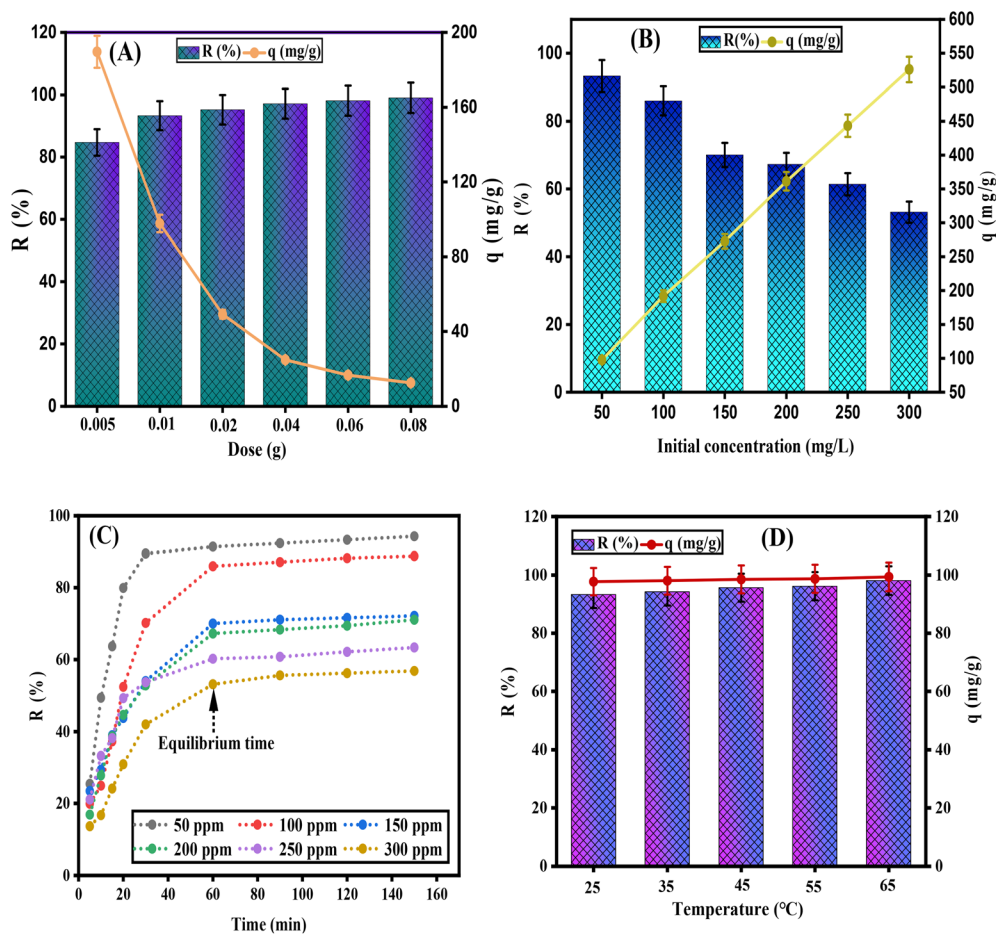 (A)
R (%) q (mg/g)
120
100
80
60
40
20
0
R (%)
200
160
120
80
40
0
q (mg/g)
0.005 0.01 0.02 0.04 0.06 0.08
Dose (g)
(B)
R(%) q (mg/g)
100
80
60
40
20
0
R (%)
600
550
500
450
400
350
300
250
200
150
100
50
q (mg/g)
50 100 150 200 250 300
Initial concentration (mg/L)
(C)
100
80
60
40
20
0
R (%)
Equilibrium time
50 ppm 100 ppm 150 ppm
200 ppm 250 ppm 300 ppm
0 20 40 60 80 100 120 140 160
Time (min)
(D)
R (%) q (mg/g)
120
100
80
60
40
20
0
R (%)
120
100
80
60
40
20
0
q (mg/g)
25 35 45 55 65
Temperature (°C)